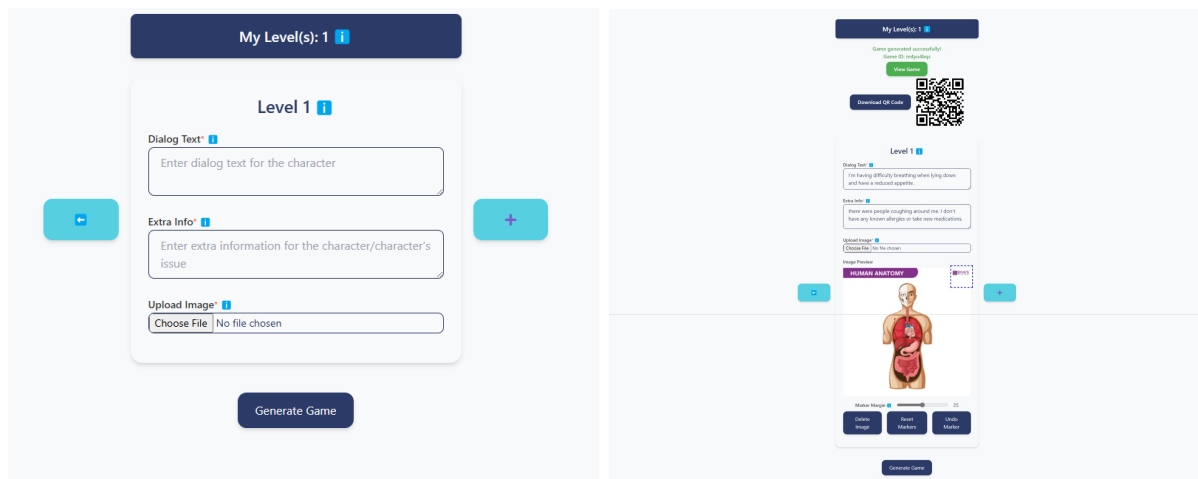 My Level(s): 1 ℹ️
Level 1 ℹ️
Dialog Text* ℹ️
Enter dialog text for the character
Extra Info* ℹ️
Enter extra information for the character/character's
issue
Upload Image* ℹ️
Choose File No file chosen
Generate Game
My Level(s): 1 ℹ️
Game generated successfully!
View Game
Download QR Code
Level 1 ℹ️
Dialog Text* ℹ️
I'm having difficulty breathing when lying down
and have a reduced appetite.
Extra Info* ℹ️
there were people coughing around me. I don't
have any known allergies or take new medications.
Upload Image* ℹ️
Choose File No file chosen
Image Preview
HUMAN ANATOMY
Marker Margin ℹ️
Delete
Image
Reset
Markers
Undo
Marker
Generate Game